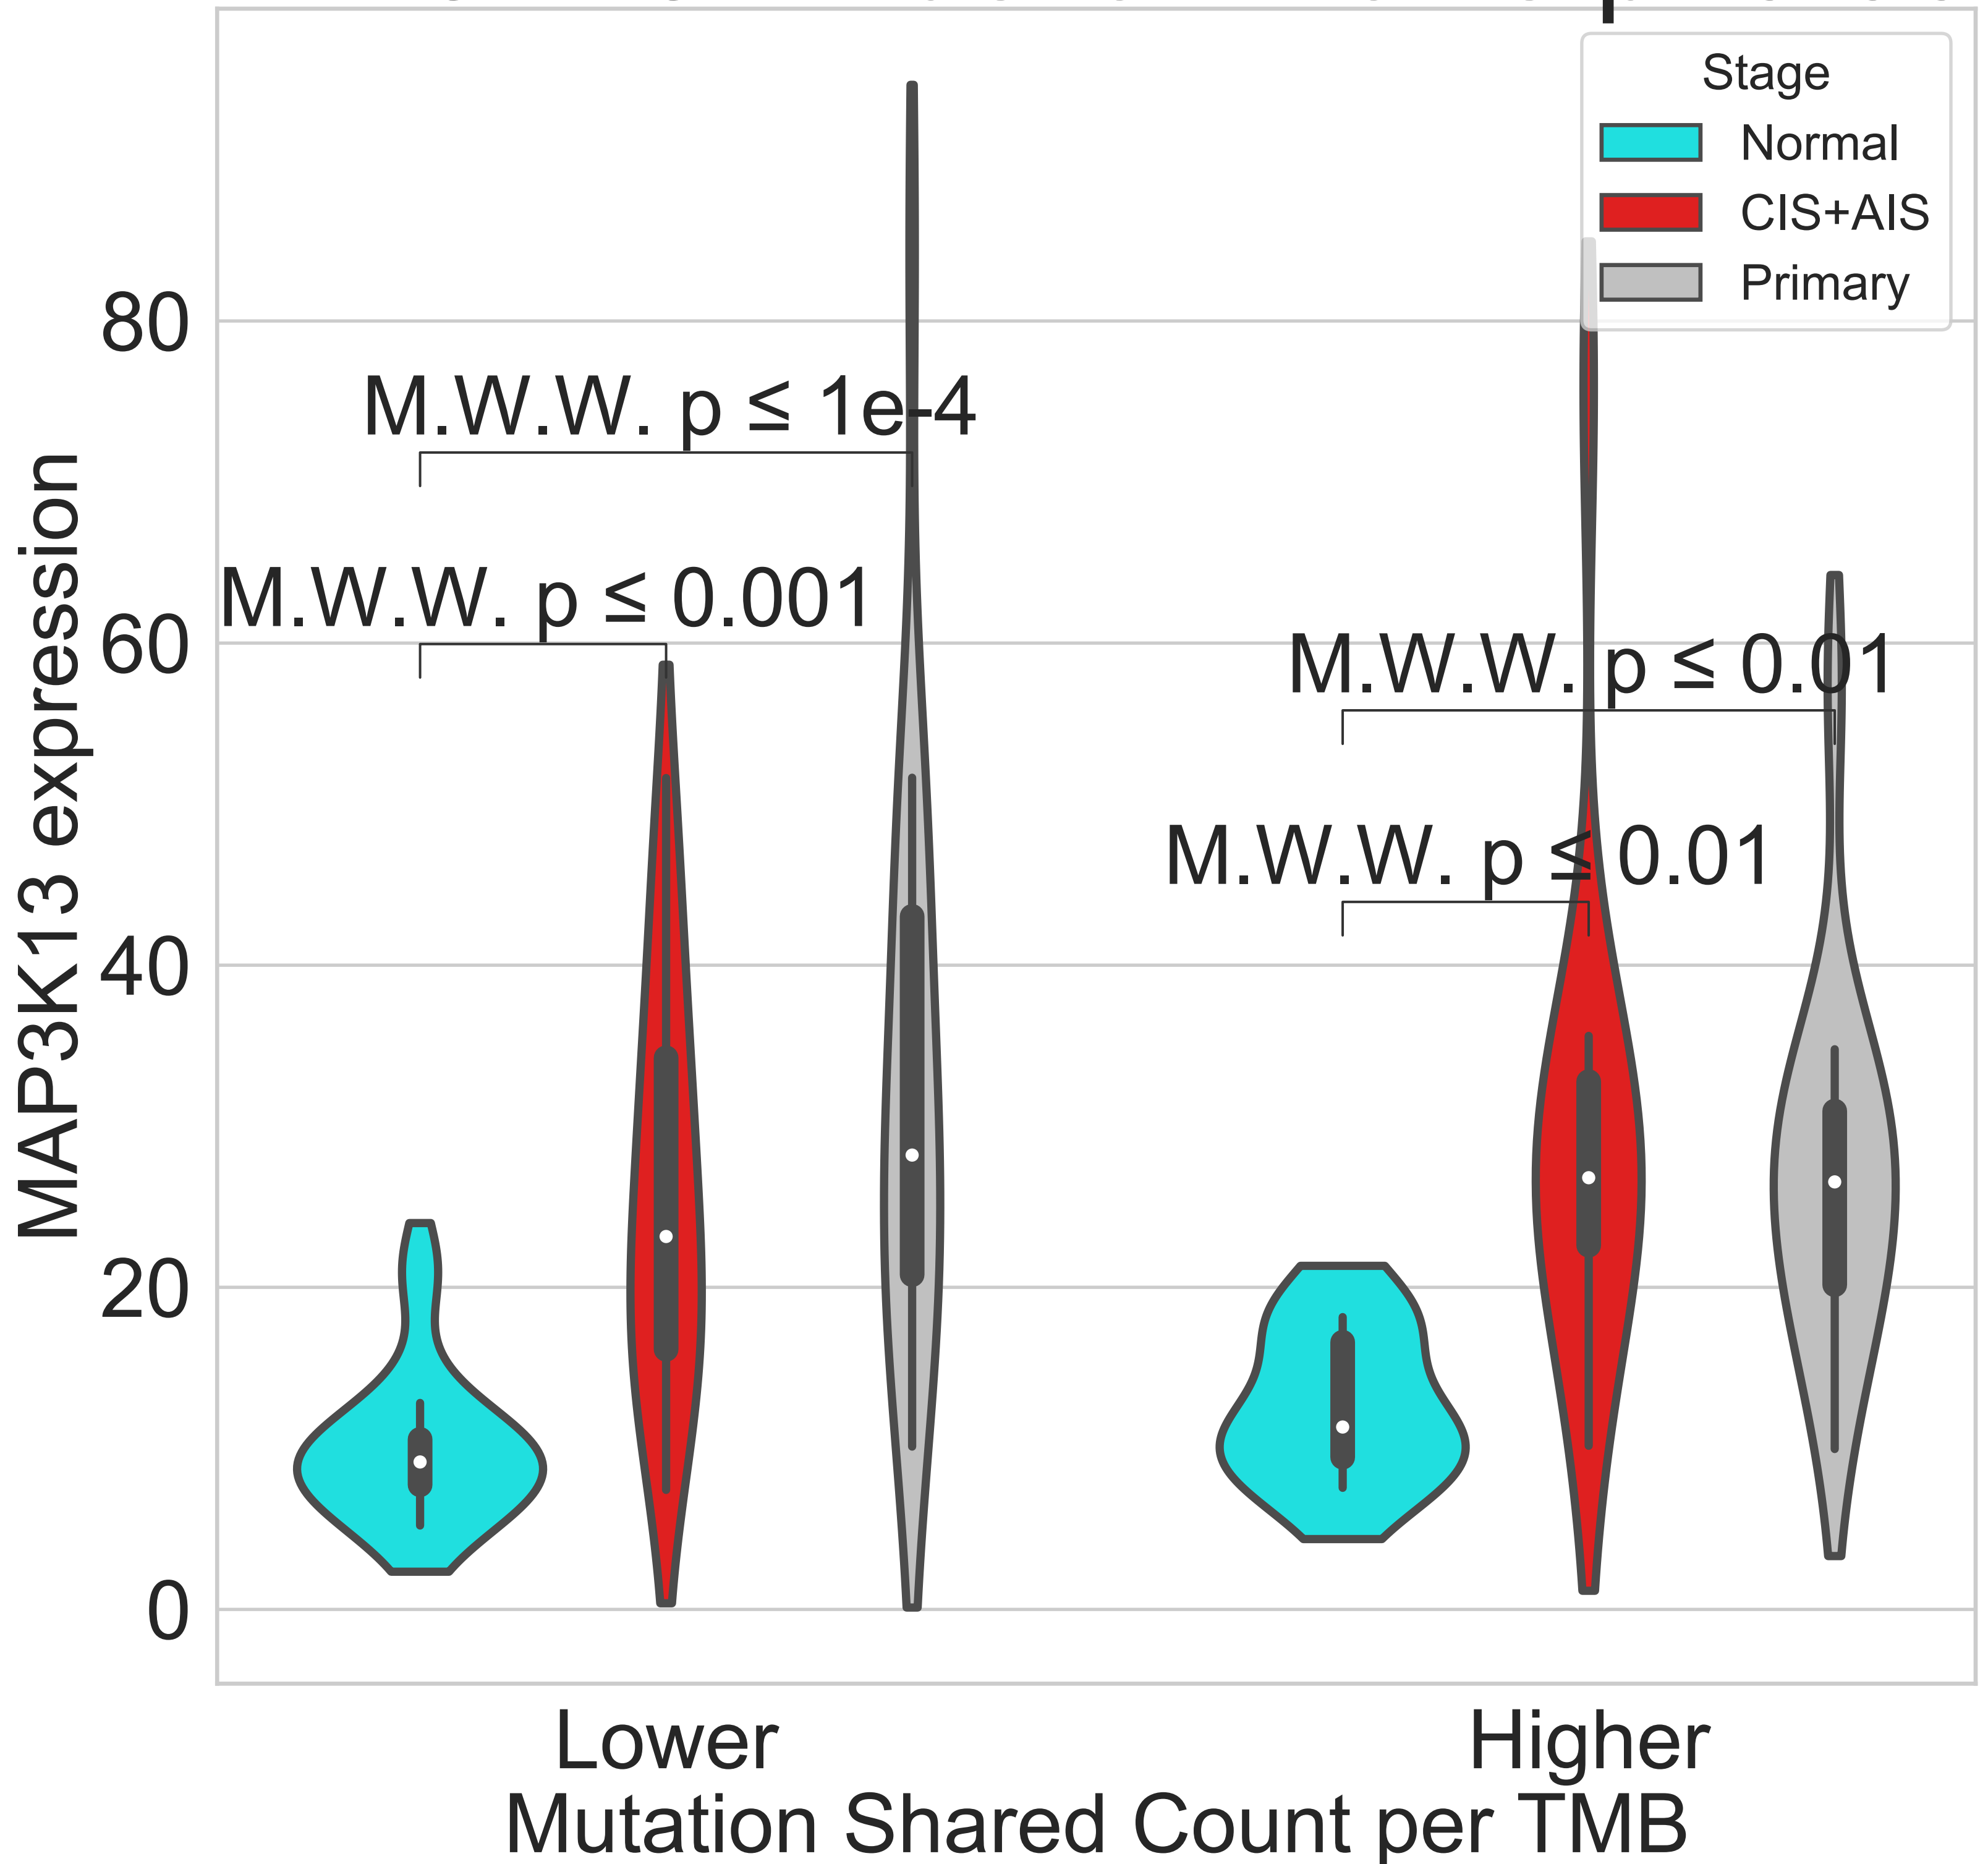 Stage
Normal
CIS+AIS
Primary
80
60
40
20
0
MAP3K13 expression
M.W.W. p ≤ 1e-4
M.W.W. p ≤ 0.001
M.W.W. p ≤ 0.01
M.W.W. p ≤ 0.01
Lower
Higher
Mutation Shared Count per TMB